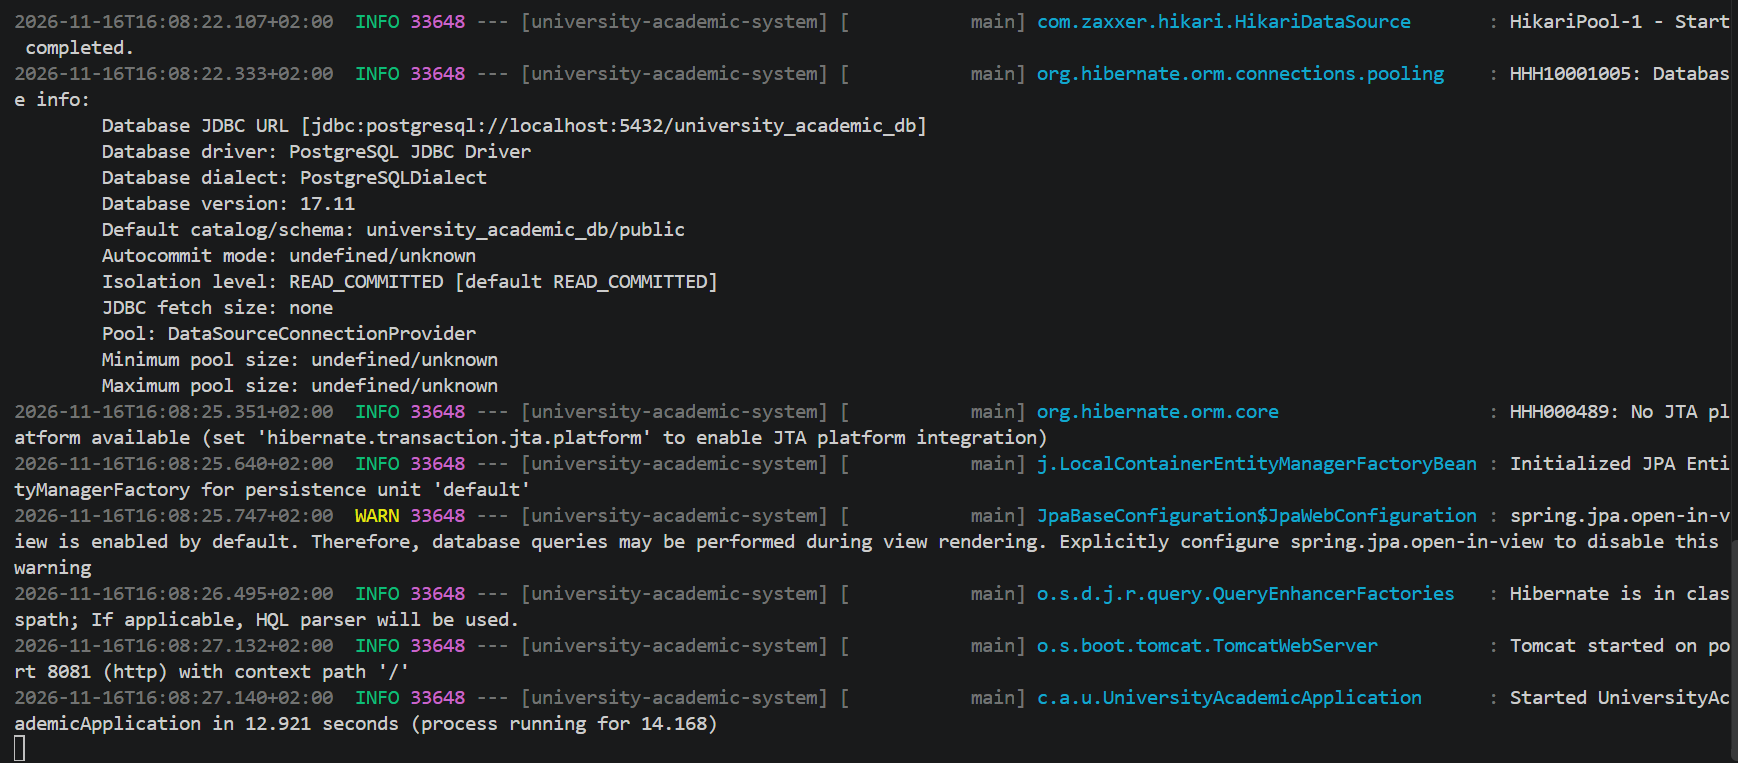 2026-11-16T16:08:22.107+02:00  INFO 33648 --- [university-academic-system] [           main] com.zaxxer.hikari.HikariDataSource       : HikariPool-1 - Start
 completed.
2026-11-16T16:08:22.333+02:00  INFO 33648 --- [university-academic-system] [           main] org.hibernate.orm.connections.pooling    : HHH10001005: Databas
e info:
        Database JDBC URL [jdbc:postgresql://localhost:5432/university_academic_db]
        Database driver: PostgreSQL JDBC Driver
        Database dialect: PostgreSQLDialect
        Database version: 17.11
        Default catalog/schema: university_academic_db/public
        Autocommit mode: undefined/unknown
        Isolation level: READ_COMMITTED [default READ_COMMITTED]
        JDBC fetch size: none
        Pool: DataSourceConnectionProvider
        Minimum pool size: undefined/unknown
        Maximum pool size: undefined/unknown
2026-11-16T16:08:25.351+02:00  INFO 33648 --- [university-academic-system] [           main] org.hibernate.orm.core                   : HHH000489: No JTA pl
atform available (set 'hibernate.transaction.jta.platform' to enable JTA platform integration)
2026-11-16T16:08:25.640+02:00  INFO 33648 --- [university-academic-system] [           main] j.LocalContainerEntityManagerFactoryBean : Initialized JPA Enti
tyManagerFactory for persistence unit 'default'
2026-11-16T16:08:25.747+02:00  WARN 33648 --- [university-academic-system] [           main] JpaBaseConfiguration$JpaWebConfiguration : spring.jpa.open-in-v
iew is enabled by default. Therefore, database queries may be performed during view rendering. Explicitly configure spring.jpa.open-in-view to disable this
warning
2026-11-16T16:08:26.495+02:00  INFO 33648 --- [university-academic-system] [           main] o.s.d.j.r.query.QueryEnhancerFactories   : Hibernate is in clas
spath; If applicable, HQL parser will be used.
2026-11-16T16:08:27.132+02:00  INFO 33648 --- [university-academic-system] [           main] o.s.boot.tomcat.TomcatWebServer          : Tomcat started on po
rt 8081 (http) with context path '/'
2026-11-16T16:08:27.140+02:00  INFO 33648 --- [university-academic-system] [           main] c.a.u.UniversityAcademicApplication      : Started UniversityAc
ademicApplication in 12.921 seconds (process running for 14.168)